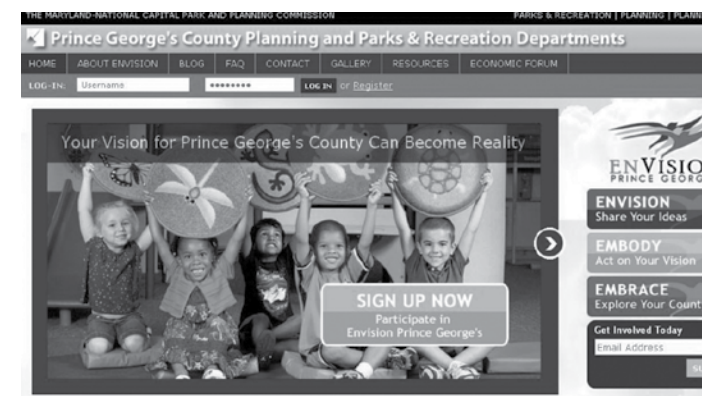 THE MARYLAND-NATIONAL CAPITAL PARK AND PLANNING COMMISSION
PARKS & RECREATION | PLANNING | PLANN
Prince George's County Planning and Parks & Recreation Departments
HOME ABOUT ENVISION BLOG FAQ CONTACT GALLERY RESOURCES ECONOMIC FORUM
LOG-IN: Username •••••••• LOG IN or Register
Your Vision for Prince George's County Can Become Reality
SIGN UP NOW
Participate in
Envision Prince George's
ENVISIO
PRINCE GEORG
ENVISION
Share Your Ideas
EMBODY
Act on Your Vision
EMBRACE
Explore Your Count
Get Involved Today
Email Address
SU